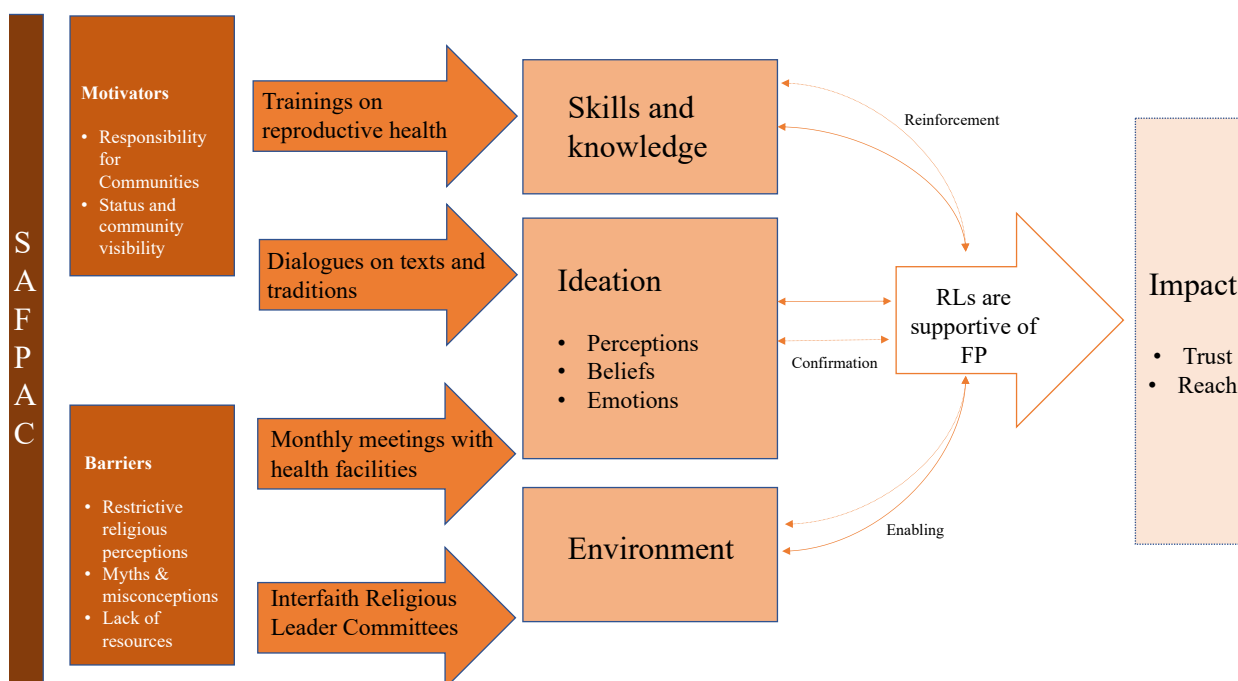 S
A
F
P
A
C
Motivators
• Responsibility
for
Communities
• Status and
community
visibility
Barriers
• Restrictive
religious
perceptions
• Myths &
misconceptions
• Lack of
resources
Trainings on
reproductive health
Dialogues on texts and
traditions
Monthly meetings with
health facilities
Interfaith Religious
Leader Committees
Skills and
knowledge
Ideation
• Perceptions
• Beliefs
• Emotions
Environment
Reinforcement
Confirmation
Enabling
RLs are
supportive of
FP
Impact
• Trust
• Reach